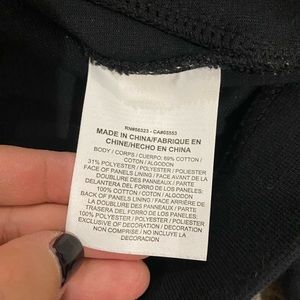 RN#56323 - CA#05553
MADE IN CHINA/FABRIQUE EN
CHINE/HECHO EN CHINA
BODY / CORPS / CUERPO: 69% COTTON /
COTON / ALGODON
31% POLYESTER / POLYESTER / POLIESTER
FACE OF PANELS LINING / FACE AVANT DE LA
DOUBLURE DES PANNEAUX / PARTE
DELANTERA DEL FORRO DE LOS PANELES:
100% COTTON / COTON / ALGODON
BACK OF PANELS LINING / FACE ARRIÈRE DE
LA DOUBLURE DES PANNEAUX / PARTE
TRASERA DEL FORRO DE LOS PANELES:
100% POLYESTER / POLYESTER / POLIESTER
EXCLUSIVE OF DECORATION / DECORATION
NON COMPRISE / NO INCLUYE LA
DECORACION